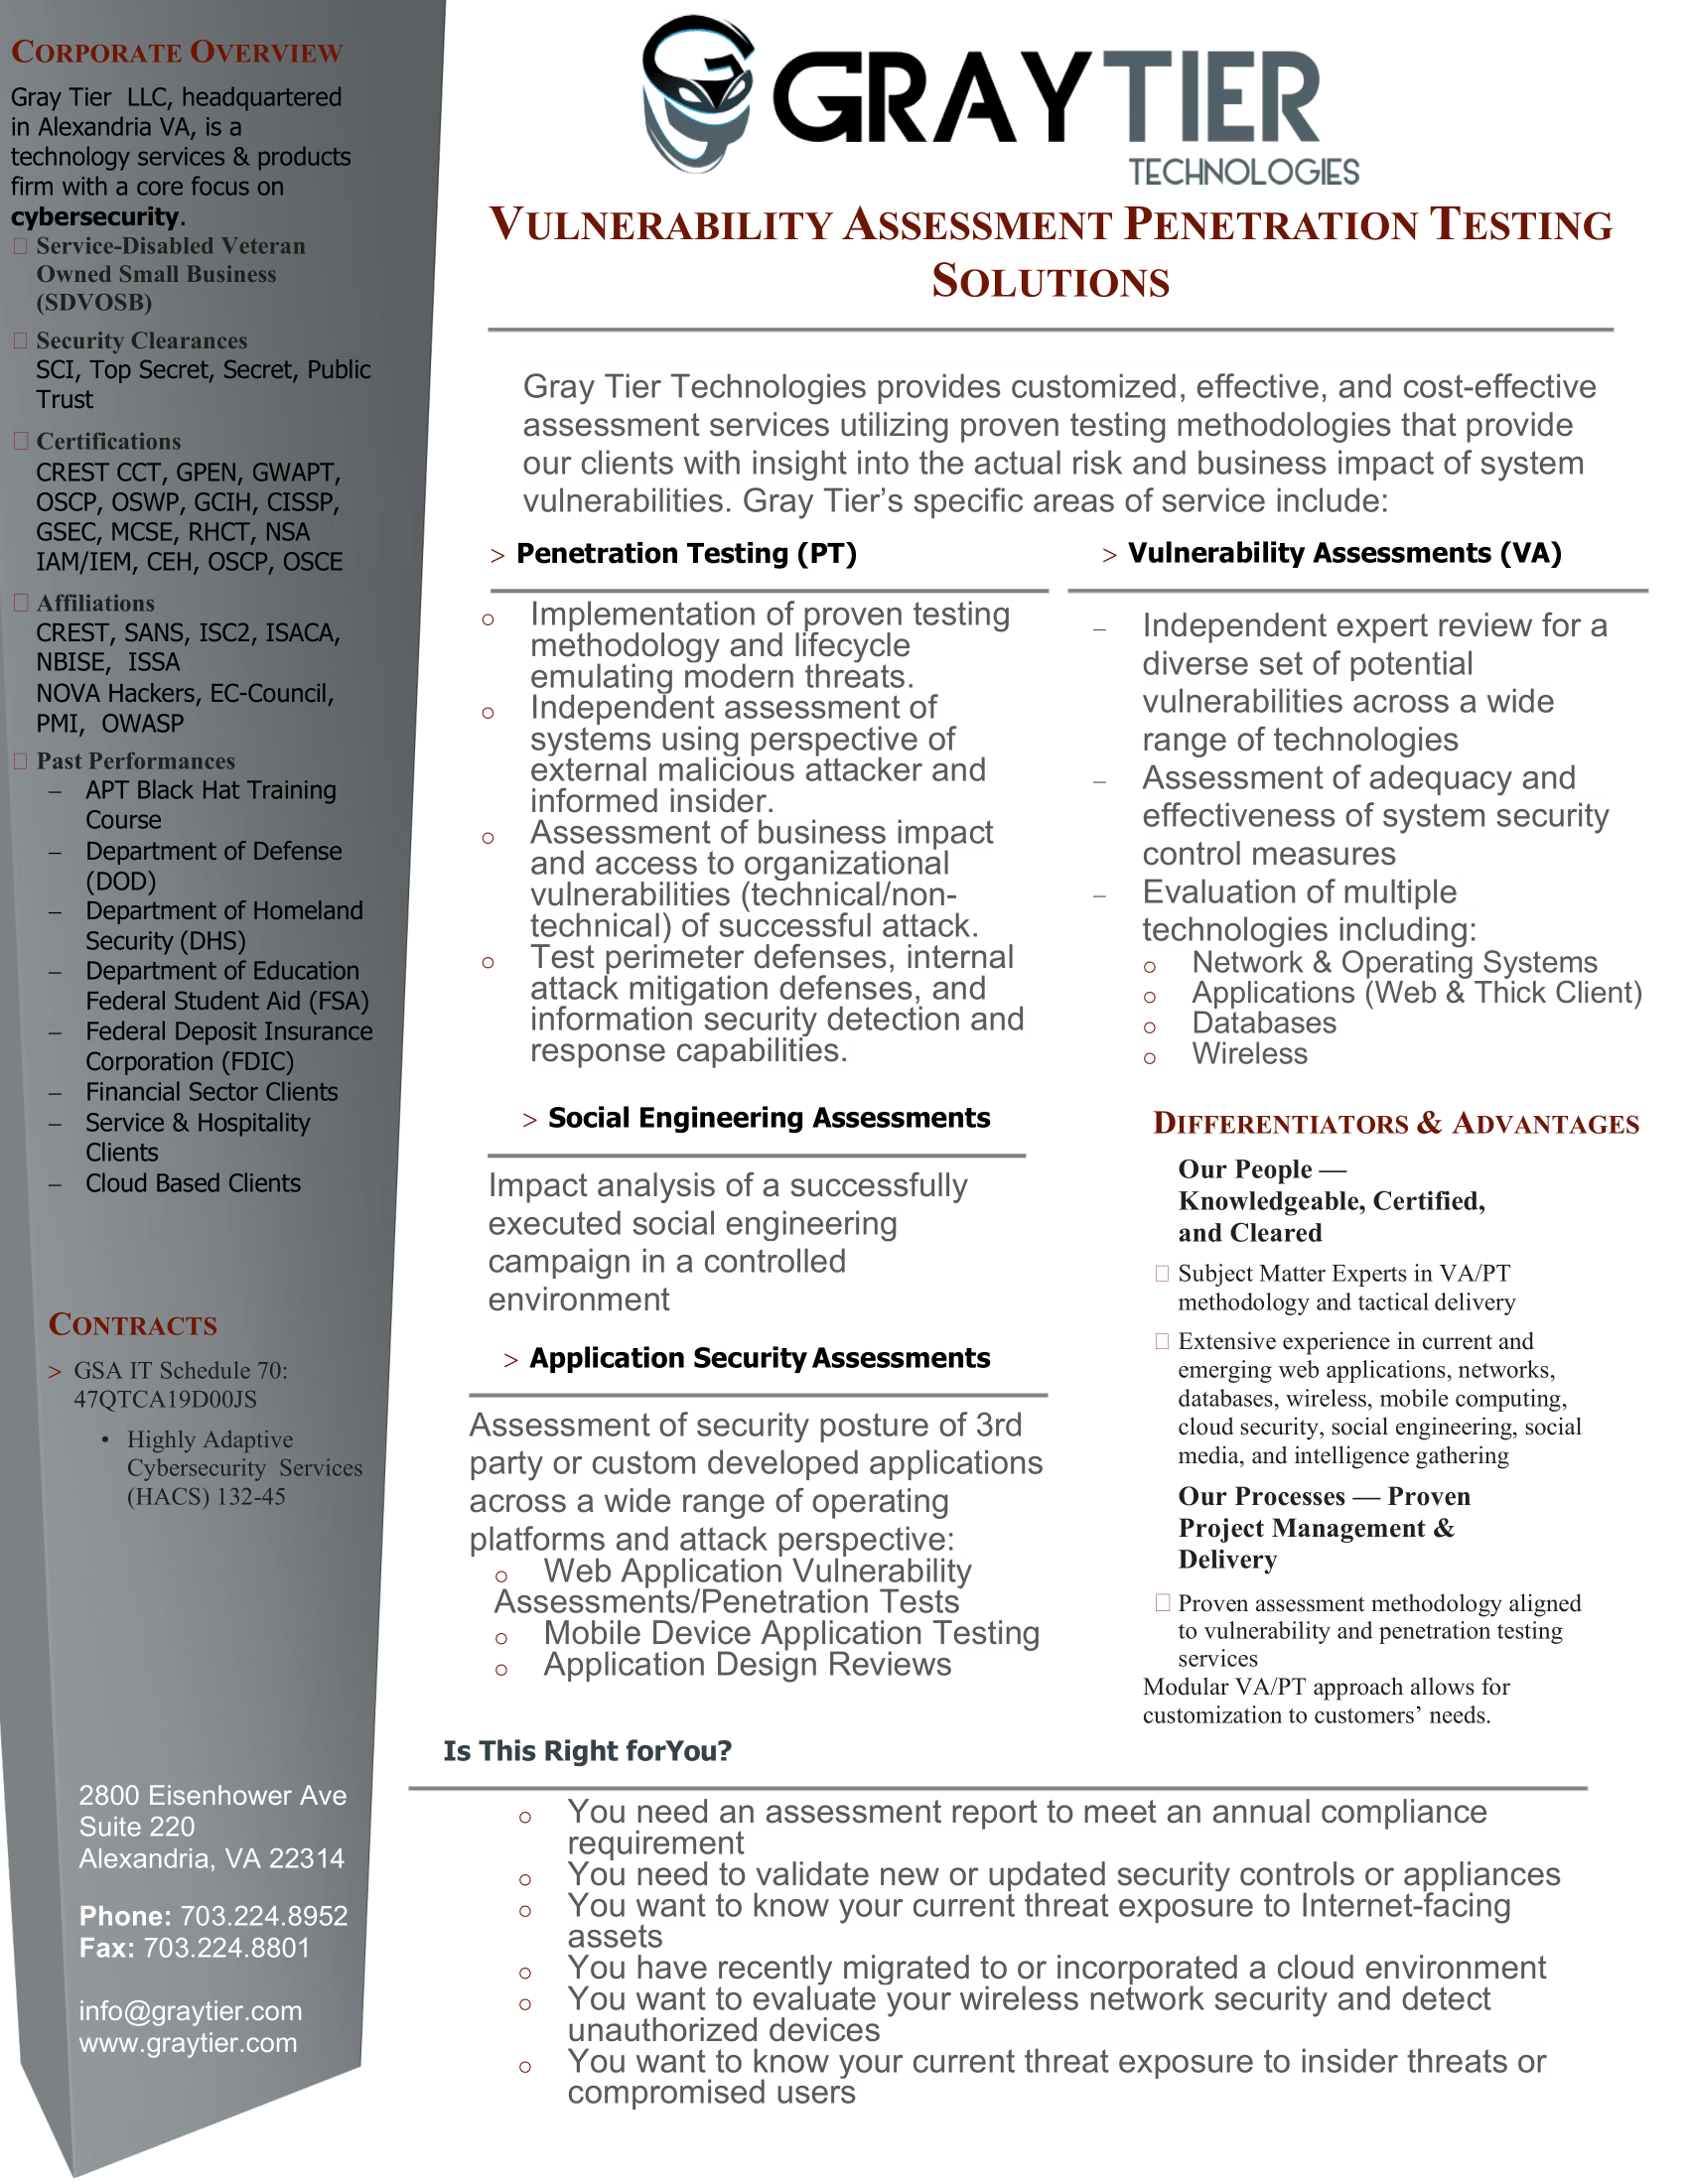 CORPORATE OVERVIEW
Gray Tier LLC, headquartered
in Alexandria VA, is a
technology services & products
firm with a core focus on
cybersecurity.
Service-Disabled Veteran
Owned Small Business
(SDVOSB)
Security Clearances
SCI, Top Secret, Secret, Public
Trust
Certifications
CREST CCT, GPEN, GWAPT,
OSCP, OSWP, GCIH, CISSP,
GSEC, MCSE, RHCT, NSA
IAM/IEM, CEH, OSCP, OSCE
Affiliations
CREST, SANS, ISC2, ISACA,
NBISE, ISSA
NOVA Hackers, EC-Council,
PMI, OWASP
Past Performances
– APT Black Hat Training
Course
– Department of Defense
(DOD)
– Department of Homeland
Security (DHS)
– Department of Education
Federal Student Aid (FSA)
– Federal Deposit Insurance
Corporation (FDIC)
– Financial Sector Clients
– Service & Hospitality
Clients
– Cloud Based Clients
CONTRACTS
> GSA IT Schedule 70:
47QTCA19D00JS
• Highly Adaptive
Cybersecurity Services
(HACS) 132-45
2800 Eisenhower Ave
Suite 220
Alexandria, VA 22314
Phone: 703.224.8952
Fax: 703.224.8801
info@graytier.com
www.graytier.com
GRAYTIER
TECHNOLOGIES
VULNERABILITY ASSESSMENT PENETRATION TESTING
SOLUTIONS
Gray Tier Technologies provides customized, effective, and cost-effective
assessment services utilizing proven testing methodologies that provide
our clients with insight into the actual risk and business impact of system
vulnerabilities. Gray Tier’s specific areas of service include:
> Penetration Testing (PT)
o Implementation of proven testing
methodology and lifecycle
emulating modern threats.
o Independent assessment of
systems using perspective of
external malicious attacker and
informed insider.
o Assessment of business impact
and access to organizational
vulnerabilities (technical/non-
technical) of successful attack.
o Test perimeter defenses, internal
attack mitigation defenses, and
information security detection and
response capabilities.
> Social Engineering Assessments
Impact analysis of a successfully
executed social engineering
campaign in a controlled
environment
> Application Security Assessments
Assessment of security posture of 3rd
party or custom developed applications
across a wide range of operating
platforms and attack perspective:
o Web Application Vulnerability
Assessments/Penetration Tests
o Mobile Device Application Testing
o Application Design Reviews
> Vulnerability Assessments (VA)
– Independent expert review for a
diverse set of potential
vulnerabilities across a wide
range of technologies
– Assessment of adequacy and
effectiveness of system security
control measures
– Evaluation of multiple
technologies including:
o Network & Operating Systems
o Applications (Web & Thick Client)
o Databases
o Wireless
DIFFERENTIATORS & ADVANTAGES
Our People —
Knowledgeable, Certified,
and Cleared
Subject Matter Experts in VA/PT
methodology and tactical delivery
Extensive experience in current and
emerging web applications, networks,
databases, wireless, mobile computing,
cloud security, social engineering, social
media, and intelligence gathering
Our Processes — Proven
Project Management &
Delivery
Proven assessment methodology aligned
to vulnerability and penetration testing
services
Modular VA/PT approach allows for
customization to customers’ needs.
Is This Right forYou?
o You need an assessment report to meet an annual compliance
requirement
o You need to validate new or updated security controls or appliances
o You want to know your current threat exposure to Internet-facing
assets
o You have recently migrated to or incorporated a cloud environment
o You want to evaluate your wireless network security and detect
unauthorized devices
o You want to know your current threat exposure to insider threats or
compromised users